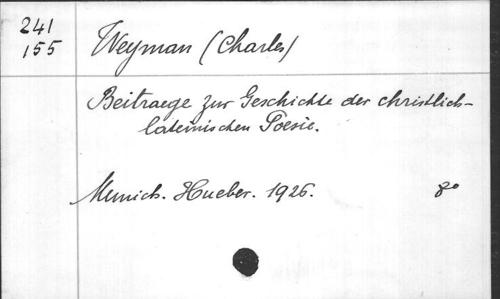 241
155
Weyman (Charles)
Beitraege zur Geschichte der christlich-
lateinischen Poesie.
Munich. Hueber. 1926. 8°